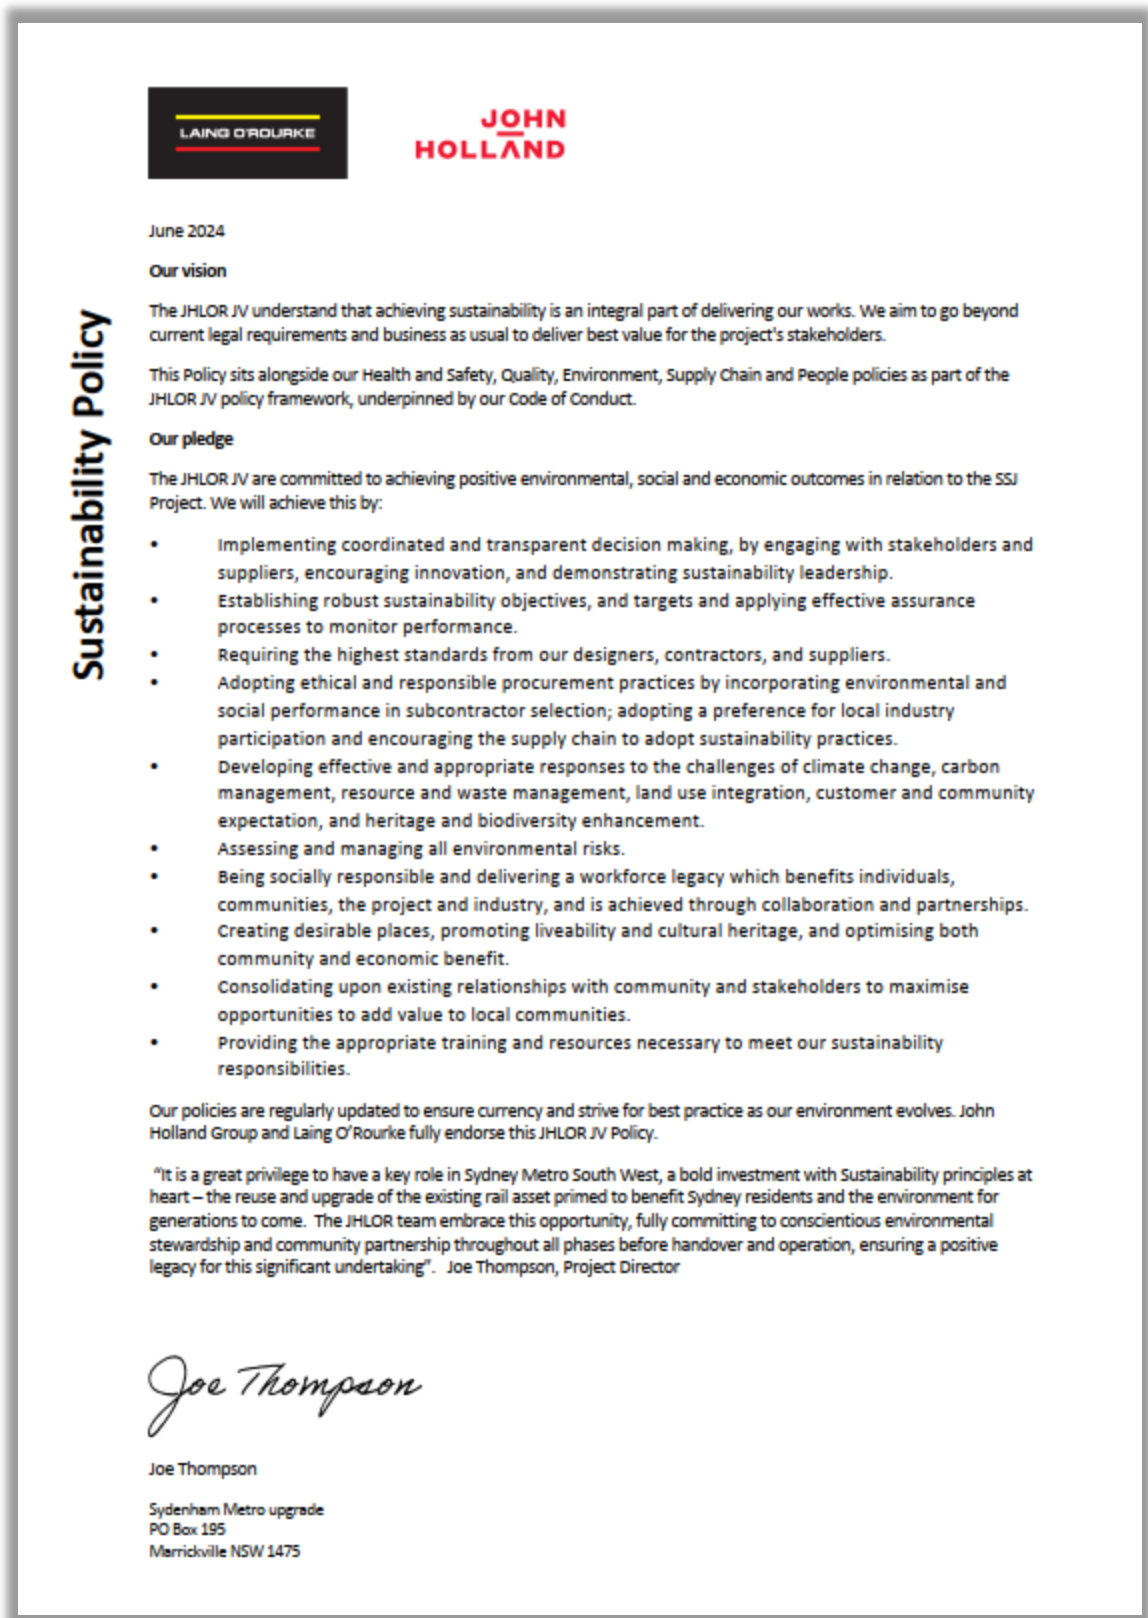 LAING O'ROURKE
JOHN
HOLLAND
Sustainability Policy
June 2024
Our vision
The JHLOR JV understand that achieving sustainability is an integral part of delivering our works. We aim to go beyond
current legal requirements and business as usual to deliver best value for the project's stakeholders.
This Policy sits alongside our Health and Safety, Quality, Environment, Supply Chain and People policies as part of the
JHLOR JV policy framework, underpinned by our Code of Conduct.
Our pledge
The JHLOR JV are committed to achieving positive environmental, social and economic outcomes in relation to the SSJ
Project. We will achieve this by:
• Implementing coordinated and transparent decision making, by engaging with stakeholders and
suppliers, encouraging innovation, and demonstrating sustainability leadership.
• Establishing robust sustainability objectives, and targets and applying effective assurance
processes to monitor performance.
• Requiring the highest standards from our designers, contractors, and suppliers.
• Adopting ethical and responsible procurement practices by incorporating environmental and
social performance in subcontractor selection; adopting a preference for local industry
participation and encouraging the supply chain to adopt sustainability practices.
• Developing effective and appropriate responses to the challenges of climate change, carbon
management, resource and waste management, land use integration, customer and community
expectation, and heritage and biodiversity enhancement.
• Assessing and managing all environmental risks.
• Being socially responsible and delivering a workforce legacy which benefits individuals,
communities, the project and industry, and is achieved through collaboration and partnerships.
• Creating desirable places, promoting liveability and cultural heritage, and optimising both
community and economic benefit.
• Consolidating upon existing relationships with community and stakeholders to maximise
opportunities to add value to local communities.
• Providing the appropriate training and resources necessary to meet our sustainability
responsibilities.
Our policies are regularly updated to ensure currency and strive for best practice as our environment evolves. John
Holland Group and Laing O'Rourke fully endorse this JHLOR JV Policy.
"It is a great privilege to have a key role in Sydney Metro South West, a bold investment with Sustainability principles at
heart – the reuse and upgrade of the existing rail asset primed to benefit Sydney residents and the environment for
generations to come. The JHLOR team embrace this opportunity, fully committing to conscientious environmental
stewardship and community partnership throughout all phases before handover and operation, ensuring a positive
legacy for this significant undertaking". Joe Thompson, Project Director
Joe Thompson
Joe Thompson
Sydenham Metro upgrade
PO Box 195
Marrickville NSW 1475